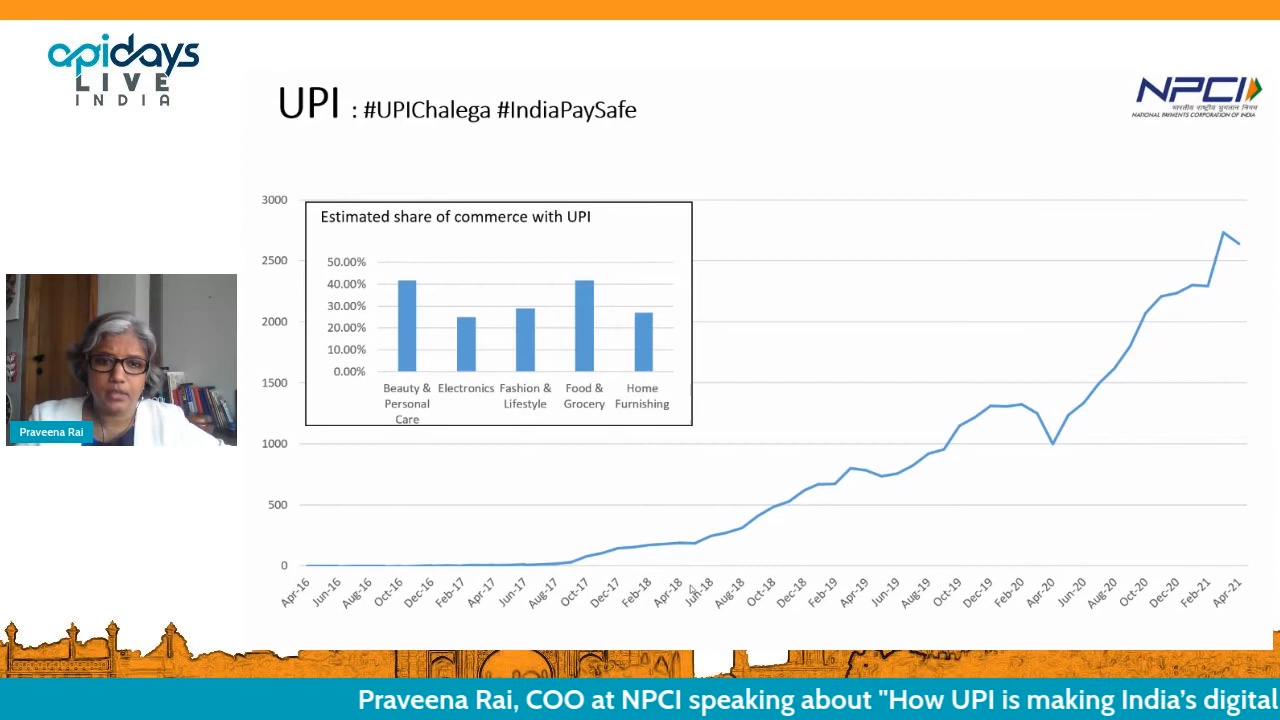 apidays
LIVE
INDIA
UPI : #UPIChalega #IndiaPaySafe
NPCI
भारतीय राष्ट्रीय भुगतान निगम
NATIONAL PAYMENTS CORPORATION OF INDIA
3000
2500
2000
1500
1000
500
0
Estimated share of commerce with UPI
50.00%
40.00%
30.00%
20.00%
10.00%
0.00%
Beauty & Personal Care
Electronics
Fashion & Lifestyle
Food & Grocery
Home Furnishing
Apr-16
Jun-16
Aug-16
Oct-16
Dec-16
Feb-17
Apr-17
Jun-17
Aug-17
Oct-17
Dec-17
Feb-18
Apr-18
Jun-18
Aug-18
Oct-18
Dec-18
Feb-19
Apr-19
Jun-19
Aug-19
Oct-19
Dec-19
Feb-20
Apr-20
Jun-20
Aug-20
Oct-20
Dec-20
Feb-21
Apr-21
Praveena Rai
Praveena Rai, COO at NPCI speaking about "How UPI is making India's digital